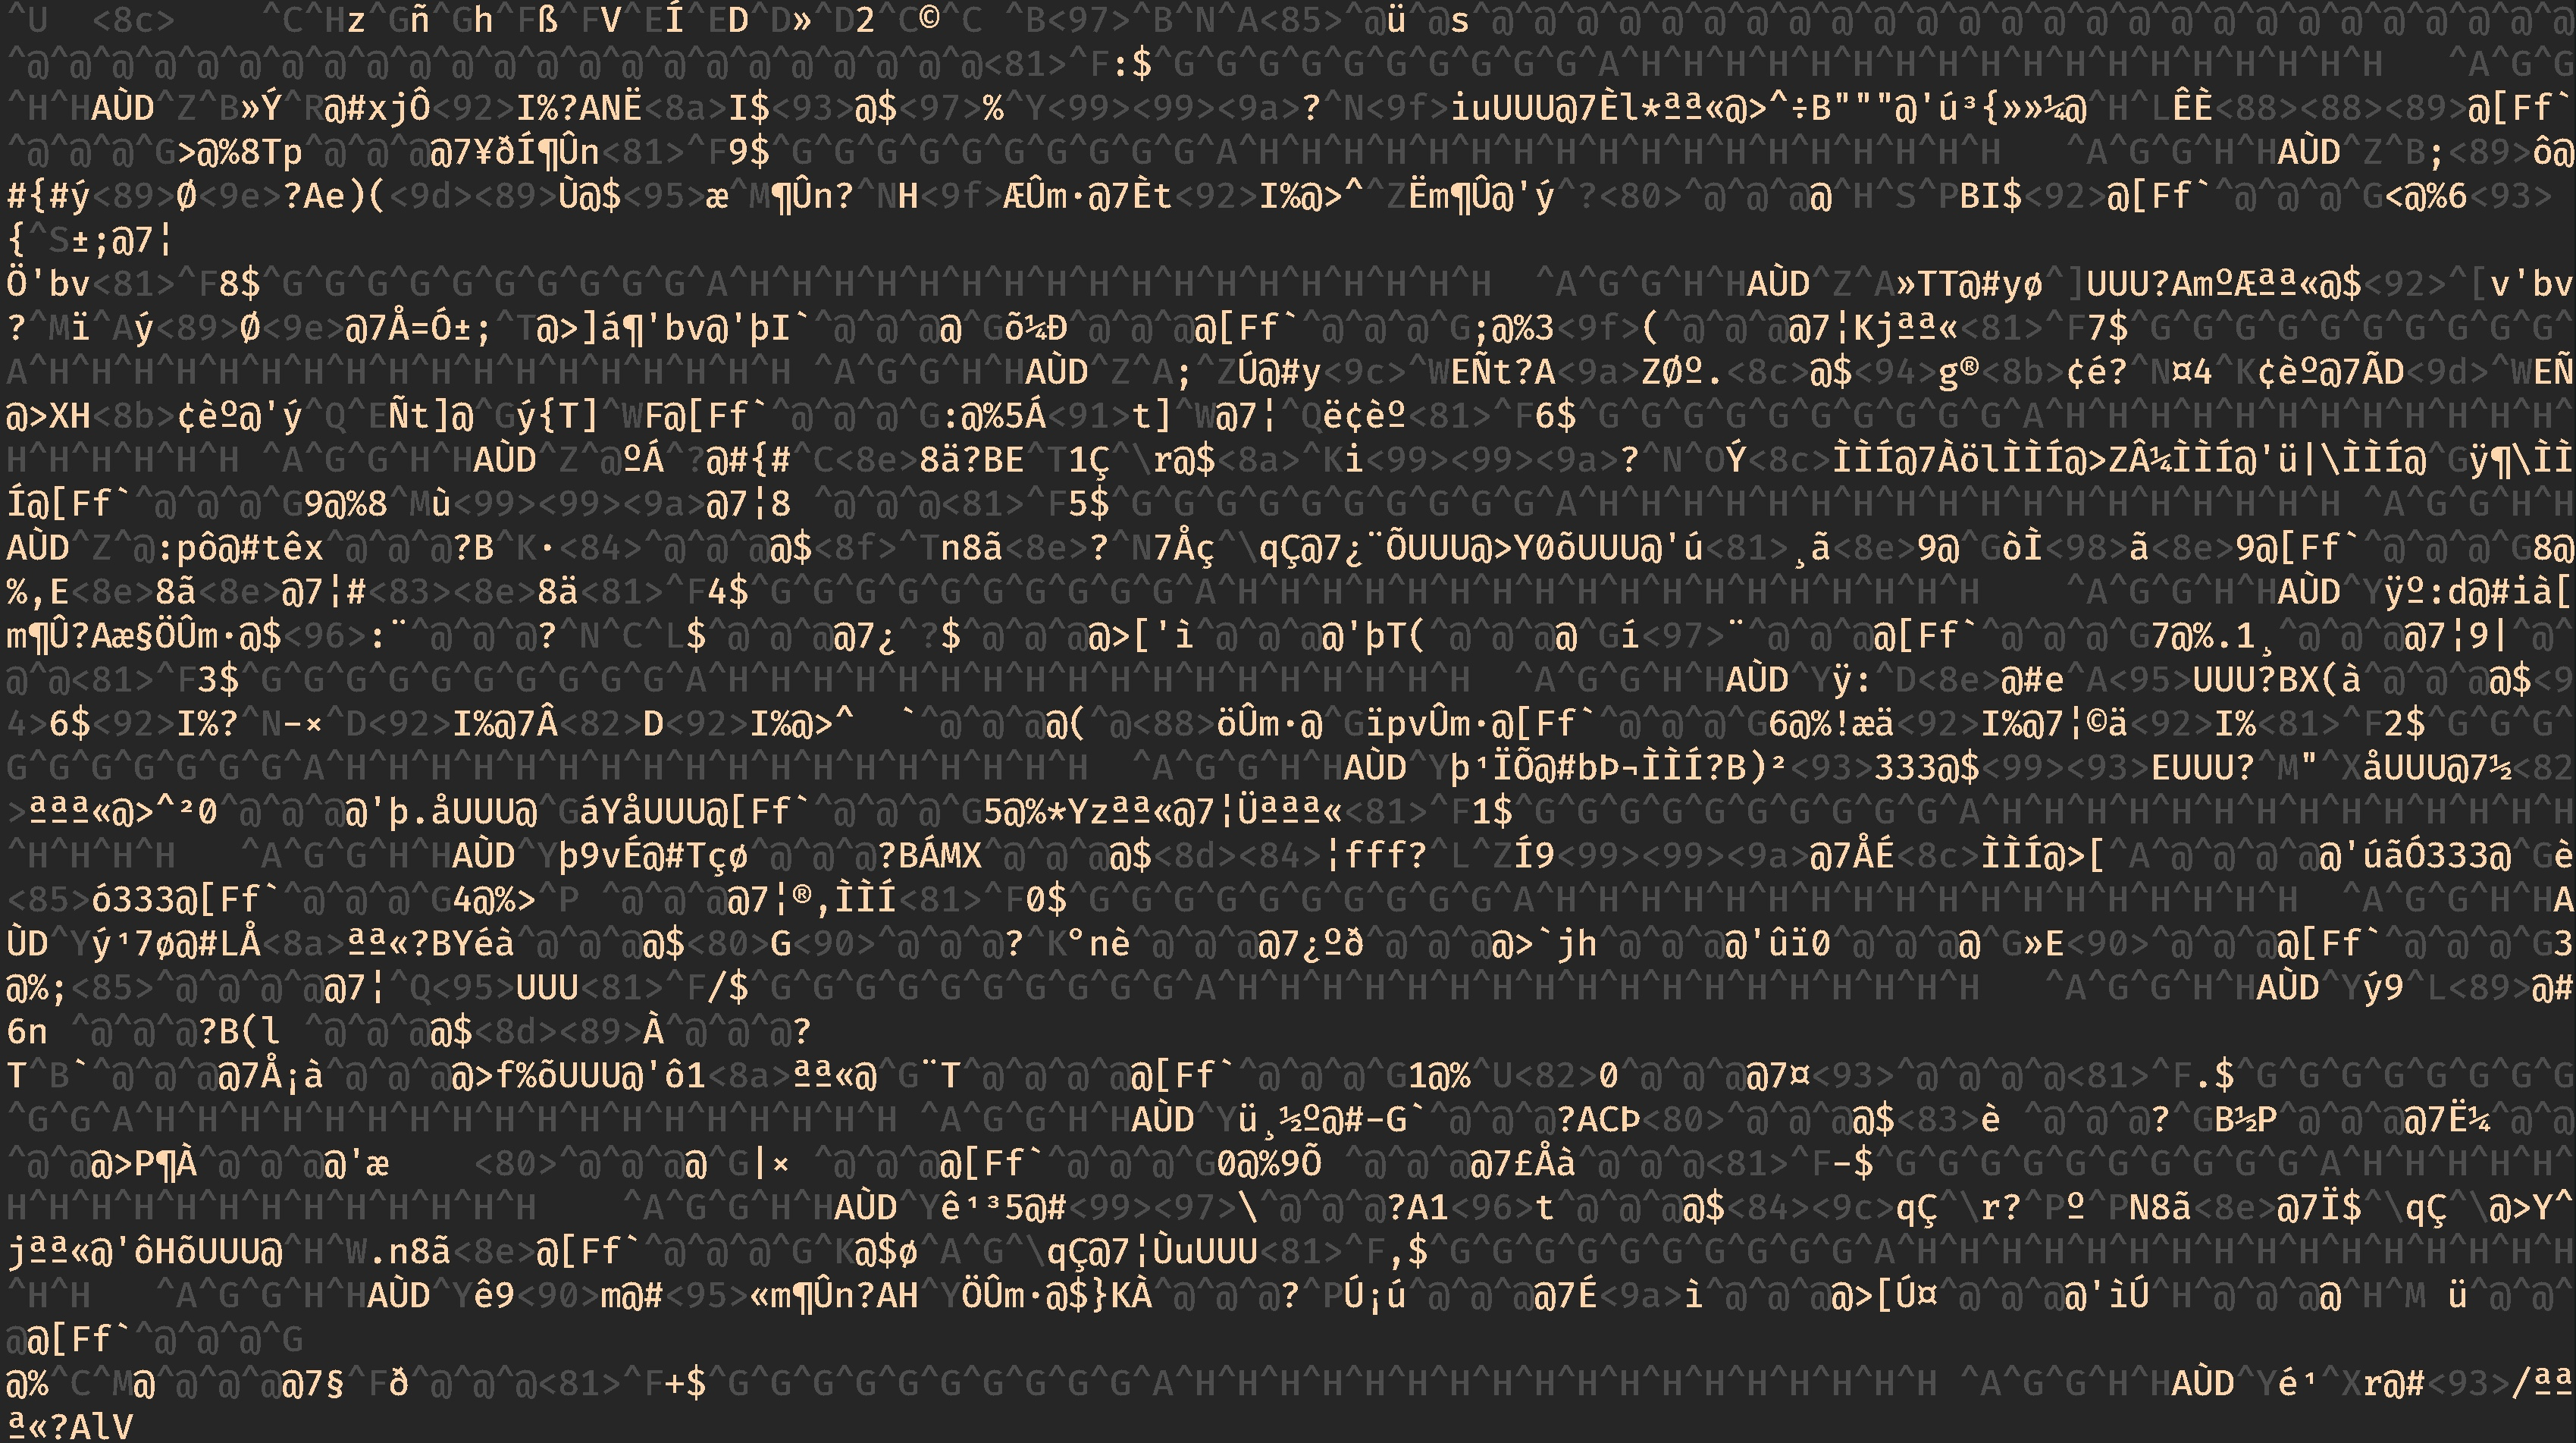 ^U  <8c>     ^C^Hz^Gñ^Gh^Fß^FV^EÍ^ED^D»^D2^C©^C ^B<97>^B^N^A<85>^@ü^@s^@^@^@^@^@^@^@^@^@^@^@^@^@^@^@^@^@^@^@^@^@^@^@^@^@^@
^@^@^@^@^@^@^@^@^@^@^@^@^@^@^@^@^@^@^@^@^@^@^@<81>^F:$^G^G^G^G^G^G^G^G^G^G^A^H^H^H^H^H^H^H^H^H^H^H^H^H^H^H^H^H^H   ^A^G^G
^H^HAÙD^Z^B»Ý^R@#xjÔ<92>I%?ANË<8a>I$<93>@$<97>%^Y<99><99><9a>?^N<9f>iuUUU@7Èl*ªª«@>^÷B"""@'ú³{»»¼@^H^LÊÈ<88><88><89>@[Ff`
^@^@^@^G>@%8Tp^@^@^@@7¥ðÍ¶Ûn<81>^F9$^G^G^G^G^G^G^G^G^G^G^A^H^H^H^H^H^H^H^H^H^H^H^H^H^H^H^H^H^H   ^A^G^G^H^HAÙD^Z^B;<89>ô@
#{#ý<89>Ø<9e>?Ae)(<9d><89>Ù@$<95>æ^M¶Ûn?^NH<9f>ÆÛm·@7Èt<92>I%@>^^ZËm¶Û@'ý^?<80>^@^@^@@^H^S^PBI$<92>@[Ff`^@^@^@^G<@%6<93>
{^S±;@7¦
Ö'bv<81>^F8$^G^G^G^G^G^G^G^G^G^G^A^H^H^H^H^H^H^H^H^H^H^H^H^H^H^H^H^H^H  ^A^G^G^H^HAÙD^Z^A»TT@#yø^]UUU?AmºÆªª«@$<92>^[v'bv
?^Mï^Aý<89>Ø<9e>@7Å=Ó±;^T@>]á¶'bv@'þI`^@^@^@@^Gõ¼Ð^@^@^@@[Ff`^@^@^@^G;@%3<9f>(^@^@^@@7¦Kjªª«<81>^F7$^G^G^G^G^G^G^G^G^G^G^
A^H^H^H^H^H^H^H^H^H^H^H^H^H^H^H^H^H^H  ^A^G^G^H^HAÙD^Z^A;^ZÚ@#y<9c>^WEÑt?A<9a>ZØº.<8c>@$<94>g®<8b>¢é?^N¤4^K¢èº@7ÃD<9d>^WEÑ
@>XH<8b>¢èº@'ý^Q^EÑt]@^Gý{T]^WF@[Ff`^@^@^@^G:@%5Á<91>t]^W@7¦^Që¢èº<81>^F6$^G^G^G^G^G^G^G^G^G^G^A^H^H^H^H^H^H^H^H^H^H^H^H^
H^H^H^H^H^H ^A^G^G^H^HAÙD^Z^@ºÁ^?@#{#^C<8e>8ä?BE^T1Ç^\r@$<8a>^Ki<99><99><9a>?^N^OÝ<8c>ÌÌÍ@7ÀölÌÌÍ@>ZÂ¼ÌÌÍ@'ü|\ÌÌÍ@^Gÿ¶\ÌÌ
Í@[Ff`^@^@^@^G9@%8^Mù<99><99><9a>@7¦8 ^@^@^@<81>^F5$^G^G^G^G^G^G^G^G^G^G^A^H^H^H^H^H^H^H^H^H^H^H^H^H^H^H^H^H^H ^A^G^G^H^H
AÙD^Z^@:pô@#têx^@^@^@?B^K·<84>^@^@^@@$<8f>^Tn8ã<8e>?^N7Åç^\qÇ@7¿¨ÕUUU@>Y0õUUU@'ú<81>¸ã<8e>9@^GòÌ<98>ã<8e>9@[Ff`^@^@^@^G8@
%,E<8e>8ã<8e>@7¦#<83><8e>8ä<81>^F4$^G^G^G^G^G^G^G^G^G^G^A^H^H^H^H^H^H^H^H^H^H^H^H^H^H^H^H^H^H    ^A^G^G^H^HAÙD^Yÿº:d@#ià[
m¶Û?Aæ§ÖÛm·@$<96>:¨^@^@^@?^N^C^L$^@^@^@@7¿^?$^@^@^@@>['ì^@^@^@@'þT(^@^@^@@^Gí<97>¨^@^@^@@[Ff`^@^@^@^G7@%.1¸^@^@^@@7¦9|^@^
@^@<81>^F3$^G^G^G^G^G^G^G^G^G^G^A^H^H^H^H^H^H^H^H^H^H^H^H^H^H^H^H^H^H  ^A^G^G^H^HAÙD^Yÿ:^D<8e>@#e^A<95>UUU?BX(à^@^@^@@$<9
4>6$<92>I%?^N-×^D<92>I%@7Â<82>D<92>I%@>^  `^@^@^@@(^@<88>öÛm·@^GïpvÛm·@[Ff`^@^@^@^G6@%!æä<92>I%@7¦©ä<92>I%<81>^F2$^G^G^G^
G^G^G^G^G^G^G^A^H^H^H^H^H^H^H^H^H^H^H^H^H^H^H^H^H^H   ^A^G^G^H^HAÙD^Yþ¹ÏÕ@#bÞ¬ÌÌÍ?B)²<93>333@$<99><93>EUUU?^M"^XåUUU@7½<82
>ªªª«@>^²0^@^@^@@'þ.åUUU@^GáYåUUU@[Ff`^@^@^@^G5@%*Yzªª«@7¦Üªªª«<81>^F1$^G^G^G^G^G^G^G^G^G^G^A^H^H^H^H^H^H^H^H^H^H^H^H^H^H
^H^H^H^H   ^A^G^G^H^HAÙD^Yþ9vÉ@#Tçø^@^@^@?BÁMX^@^@^@@$<8d><84>¦fff?^L^ZÍ9<99><99><9a>@7ÅÉ<8c>ÌÌÍ@>[^A^@^@^@@'úãÓ333@^Gè
<85>ó333@[Ff`^@^@^@^G4@%>^P ^@^@^@@7¦®,ÌÌÍ<81>^F0$^G^G^G^G^G^G^G^G^G^G^A^H^H^H^H^H^H^H^H^H^H^H^H^H^H^H^H^H^H   ^A^G^G^H^HA
ÙD^Yý¹7ø@#LÅ<8a>ªª«?BYéà^@^@^@@$<80>G<90>^@^@^@?^K°nè^@^@^@@7¿ºð^@^@^@@>`jh^@^@^@@'ûï0^@^@^@@^G»E<90>^@^@^@@[Ff`^@^@^@^G3
@%;<85>^@^@^@^@@7¦^Q<95>UUU<81>^F/$^G^G^G^G^G^G^G^G^G^G^A^H^H^H^H^H^H^H^H^H^H^H^H^H^H^H^H^H^H   ^A^G^G^H^HAÙD^Yý9^L<89>@#
6n ^@^@^@?B(l ^@^@^@@$<8d><89>À^@^@^@?
T^B`^@^@^@@7Å¡à^@^@^@@>f%õUUU@'ô1<8a>ªª«@^G¨T^@^@^@^@@[Ff`^@^@^@^G1@%^U<82>0^@^@^@@7¤<93>^@^@^@^@<81>^F.$^G^G^G^G^G^G^G^G
^G^G^A^H^H^H^H^H^H^H^H^H^H^H^H^H^H^H^H^H^H ^A^G^G^H^HAÙD^Yü¸½º@#-G`^@^@^@?ACÞ<80>^@^@^@@$<83>è ^@^@^@?^GB½P^@^@^@@7Ë¼^@^@
^@^@@>P¶À^@^@^@@'æ    <80>^@^@^@@^G|× ^@^@^@@[Ff`^@^@^@^G0@%9Õ ^@^@^@@7£Åà^@^@^@<81>^F-$^G^G^G^G^G^G^G^G^G^G^A^H^H^H^H^H^
H^H^H^H^H^H^H^H^H^H^H^H^H     ^A^G^G^H^HAÙD^Yê¹³5@#<99><97>\^@^@^@?A1<96>t^@^@^@@$<84><9c>qÇ^\r?^Pº^PN8ã<8e>@7Ï$^\qÇ^\@>Y^
jªª«@'ôHõUUU@^H^W.n8ã<8e>@[Ff`^@^@^@^G^K@$ø^A^G^\qÇ@7¦ÙuUUU<81>^F,$^G^G^G^G^G^G^G^G^G^G^A^H^H^H^H^H^H^H^H^H^H^H^H^H^H^H^H
^H^H   ^A^G^G^H^HAÙD^Yê9<90>m@#<95>«m¶Ûn?AH^YÖÛm·@$}KÀ^@^@^@?^PÚ¡ú^@^@^@@7É<9a>ì^@^@^@@>[Ú¤^@^@^@@'ìÚ^H^@^@^@@^H^M ü^@^@^
@@[Ff`^@^@^@^G
@%^C^M@^@^@^@@7§^Fð^@^@^@<81>^F+$^G^G^G^G^G^G^G^G^G^G^A^H^H^H^H^H^H^H^H^H^H^H^H^H^H^H^H^H^H ^A^G^G^H^HAÙD^Yé¹^Xr@#<93>/ªª
ª«?AlV